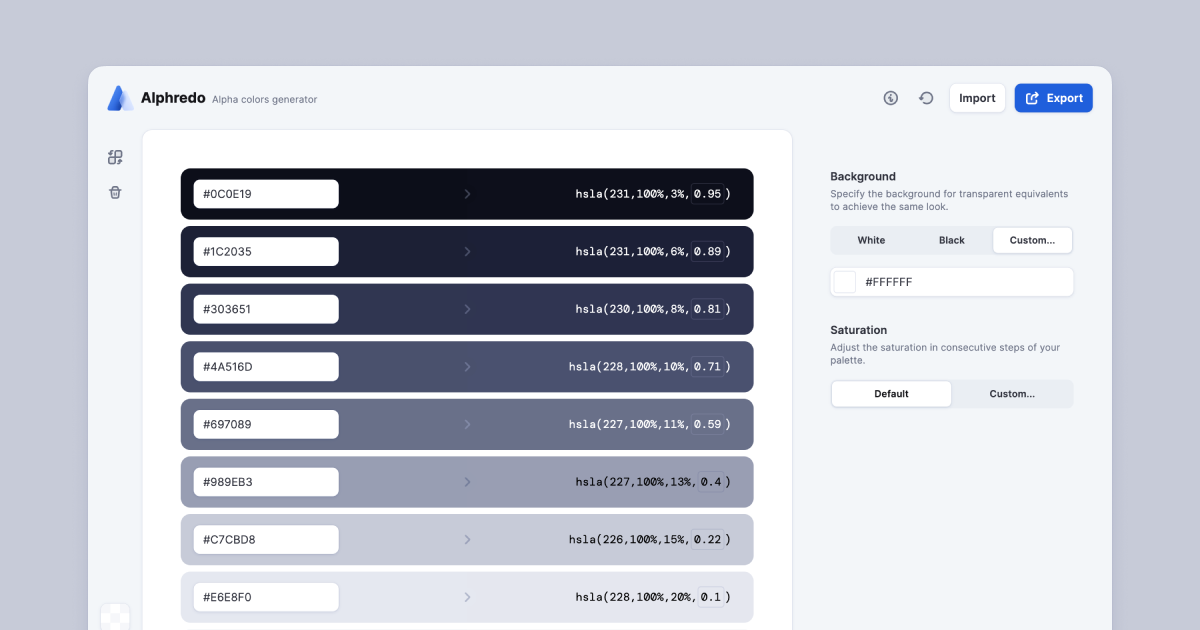 Alphredo Alpha colors generator
Import
Export
#0C0E19 hsla(231,100%,3%, 0.95 )
#1C2035 hsla(231,100%,6%, 0.89 )
#303651 hsla(230,100%,8%, 0.81 )
#4A516D hsla(228,100%,10%, 0.71 )
#697089 hsla(227,100%,11%, 0.59 )
#989EB3 hsla(227,100%,13%, 0.4 )
#C7CBD8 hsla(226,100%,15%, 0.22 )
#E6E8F0 hsla(228,100%,20%, 0.1 )
Background
Specify the background for transparent equivalents
to achieve the same look.
White Black Custom...
#FFFFFF
Saturation
Adjust the saturation in consecutive steps of your
palette.
Default Custom...